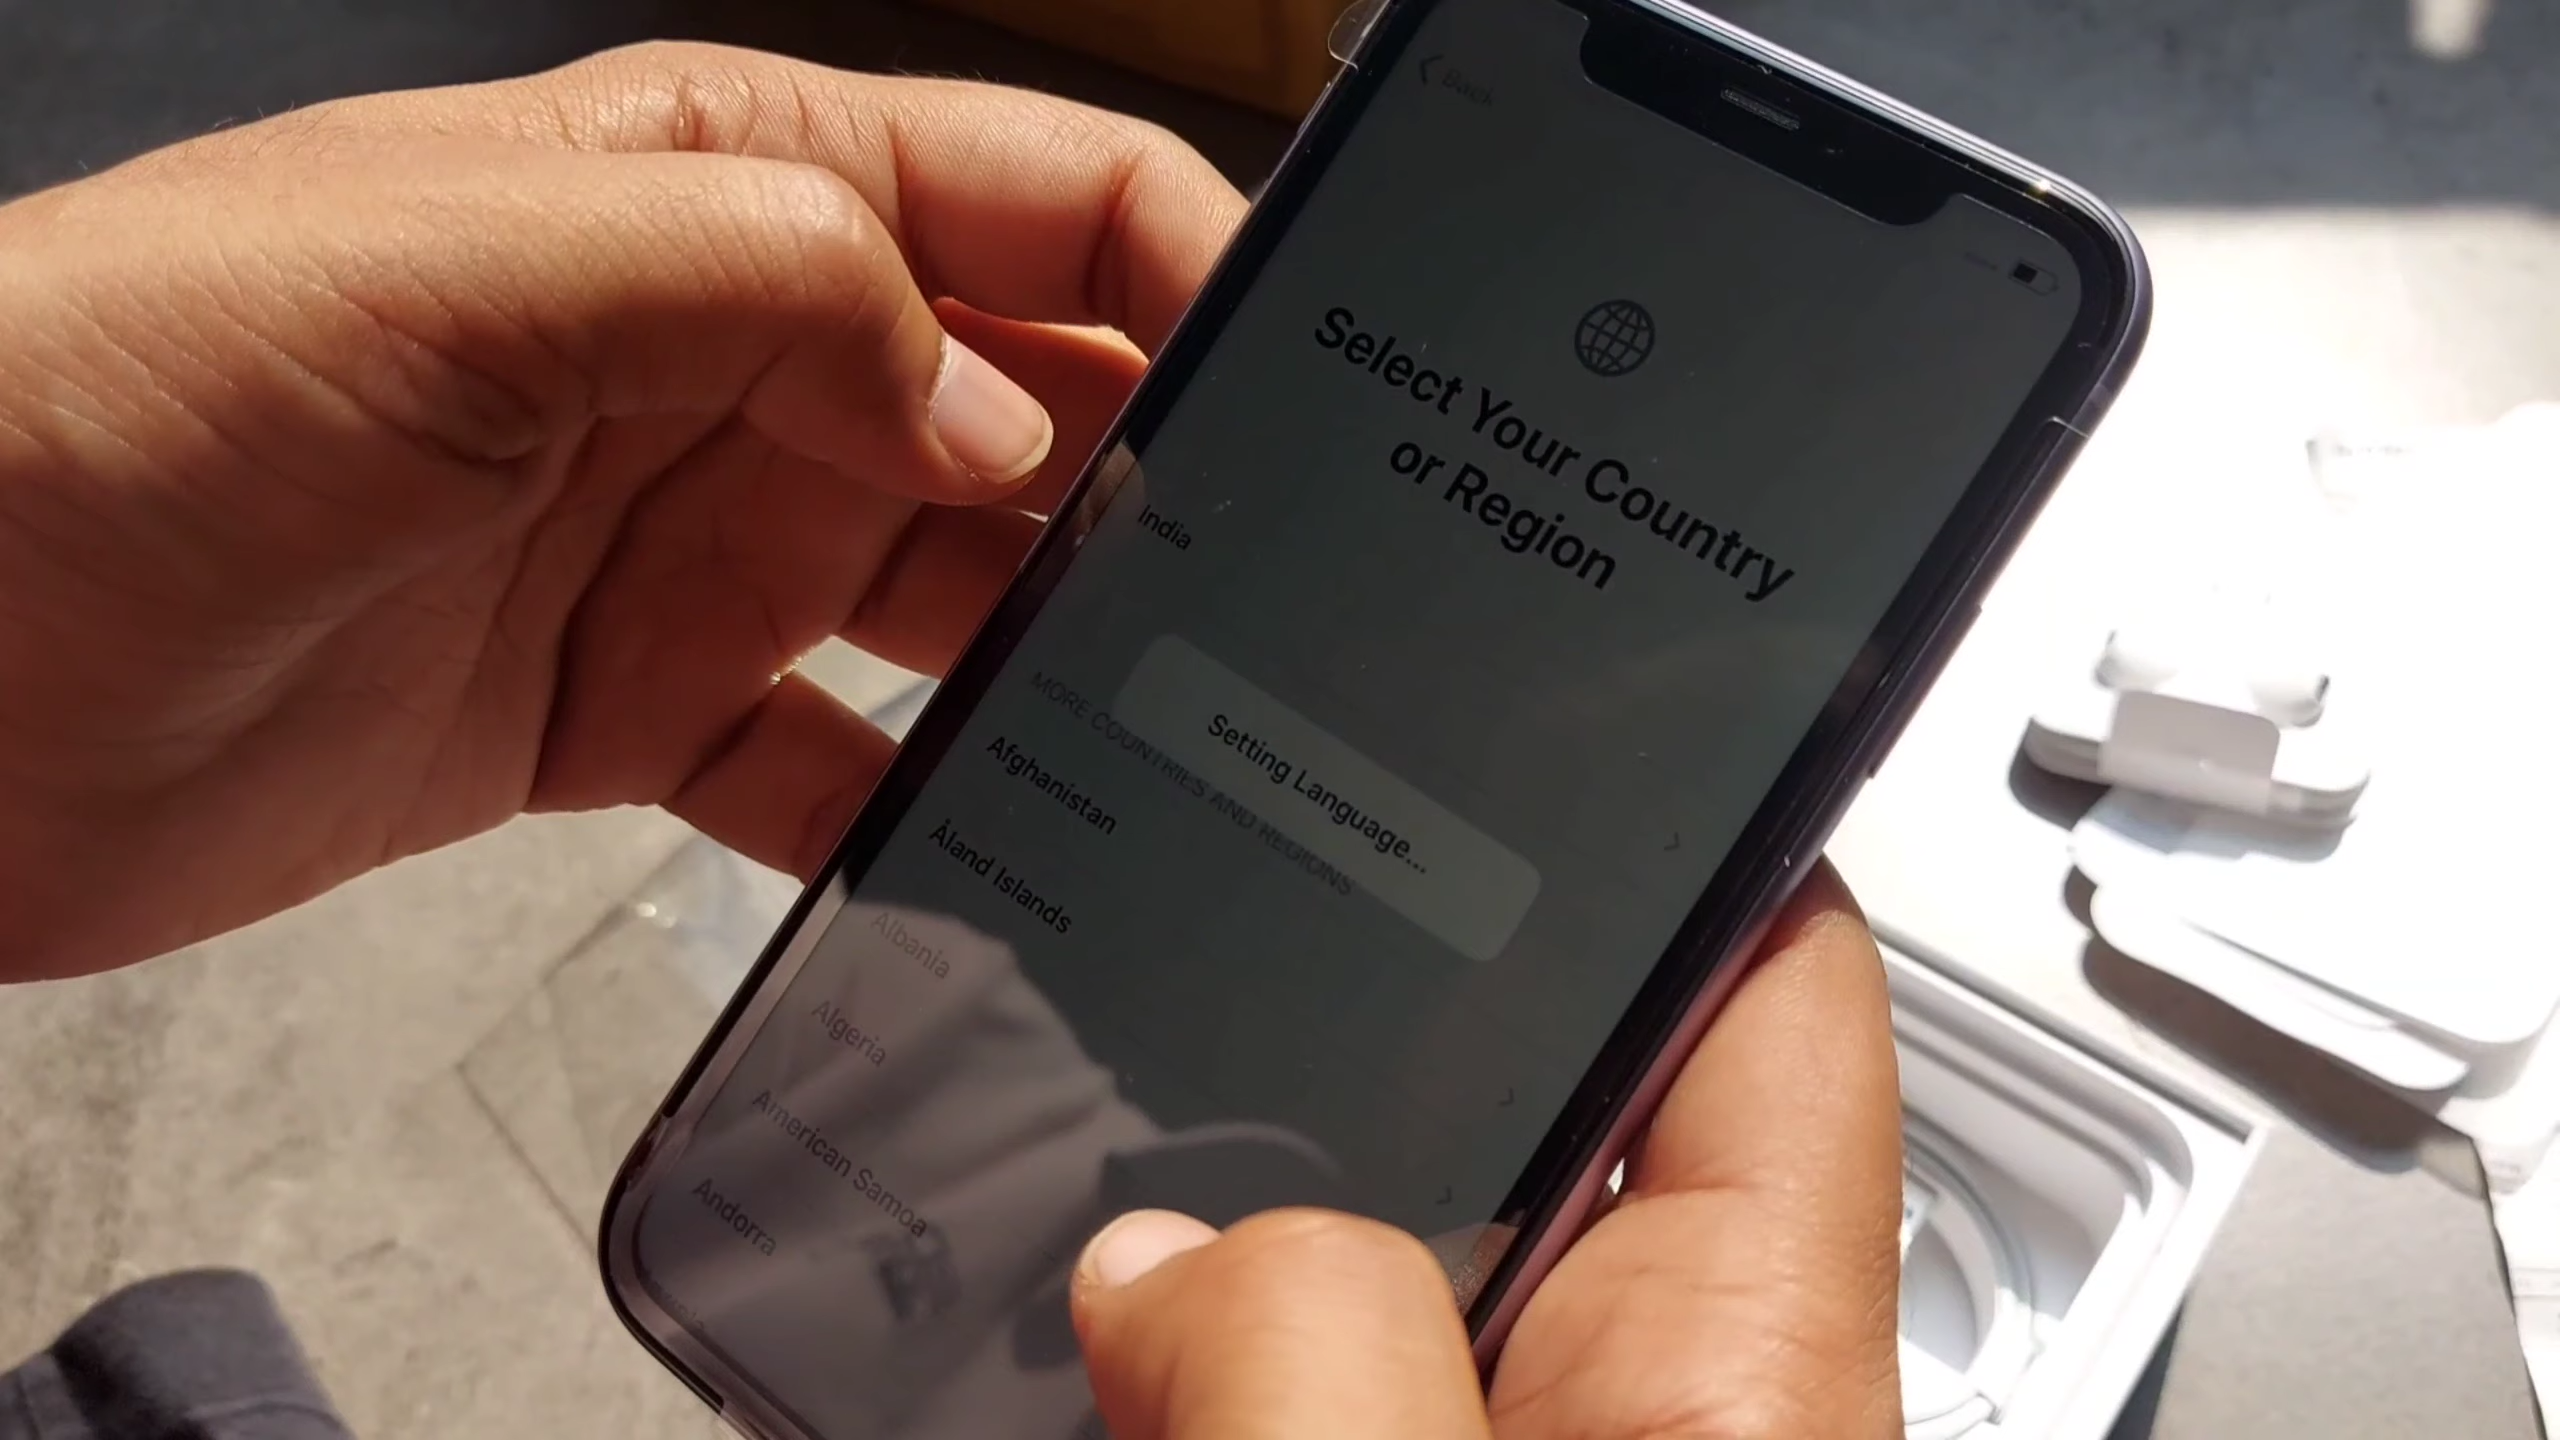 Back
Select Your Country
or Region
India
Setting Language...
MORE COUNTRIES AND REGIONS
Afghanistan
Åland Islands
Albania
Algeria
American Samoa
Andorra